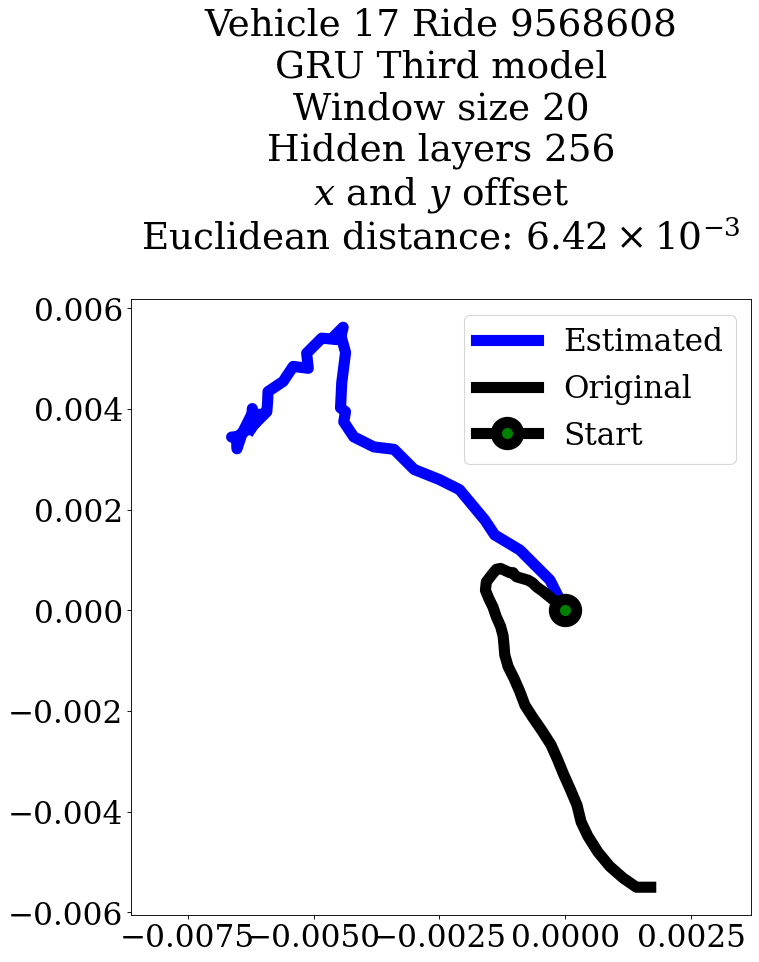 Vehicle 17 Ride 9568608
GRU Third model
Window size 20
Hidden layers 256
x and y offset
Euclidean distance: 6.42 × 10⁻³
Estimated
Original
Start
0.006
0.004
0.002
0.000
−0.002
−0.004
−0.006
−0.0075 −0.0050 −0.0025 0.0000 0.0025